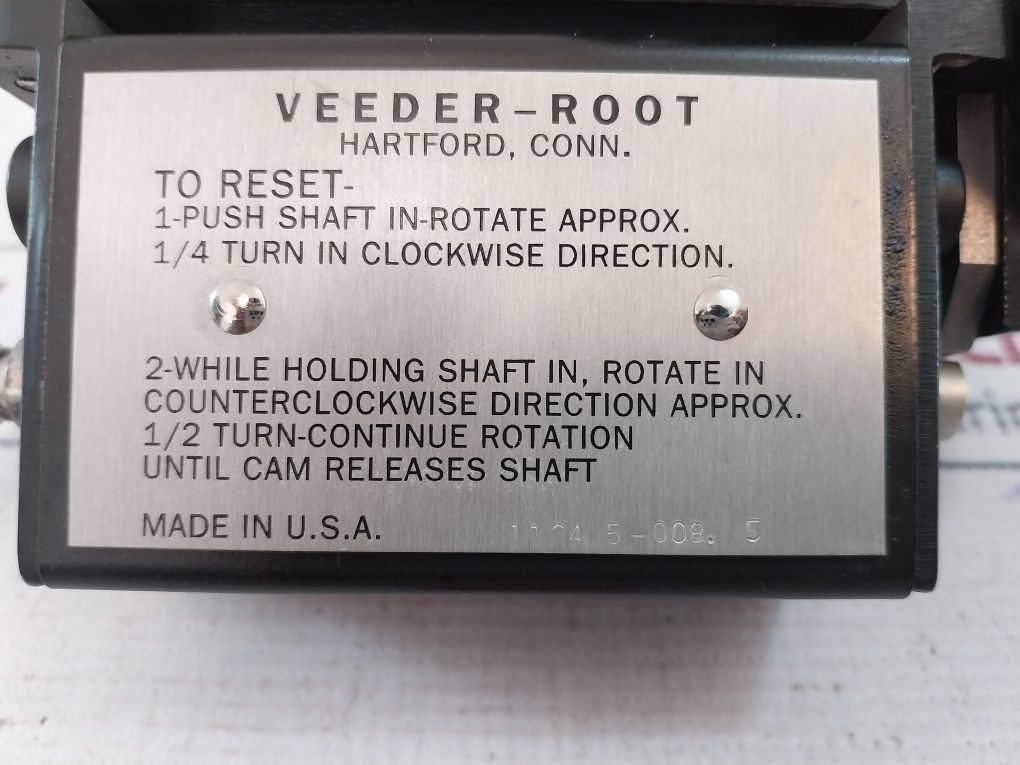 VEEDER-ROOT
HARTFORD, CONN.
TO RESET-
1-PUSH SHAFT IN-ROTATE APPROX.
1/4 TURN IN CLOCKWISE DIRECTION.
2-WHILE HOLDING SHAFT IN, ROTATE IN
COUNTERCLOCKWISE DIRECTION APPROX.
1/2 TURN-CONTINUE ROTATION
UNTIL CAM RELEASES SHAFT
MADE IN U.S.A.